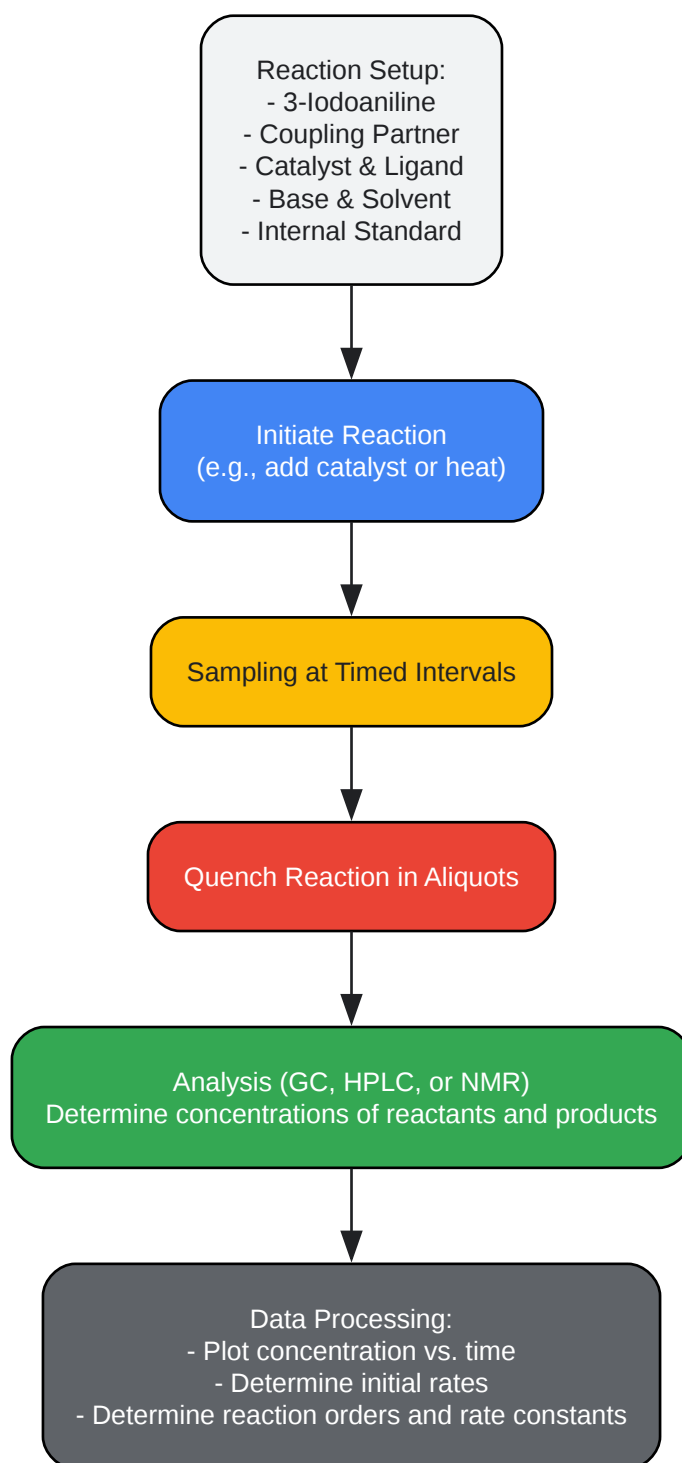 Reaction Setup:
- 3-Iodoaniline
- Coupling Partner
- Catalyst & Ligand
- Base & Solvent
- Internal Standard
Initiate Reaction
(e.g., add catalyst or heat)
Sampling at Timed Intervals
Quench Reaction in Aliquots
Analysis (GC, HPLC, or NMR)
Determine concentrations of reactants and products
Data Processing:
- Plot concentration vs. time
- Determine initial rates
- Determine reaction orders and rate constants